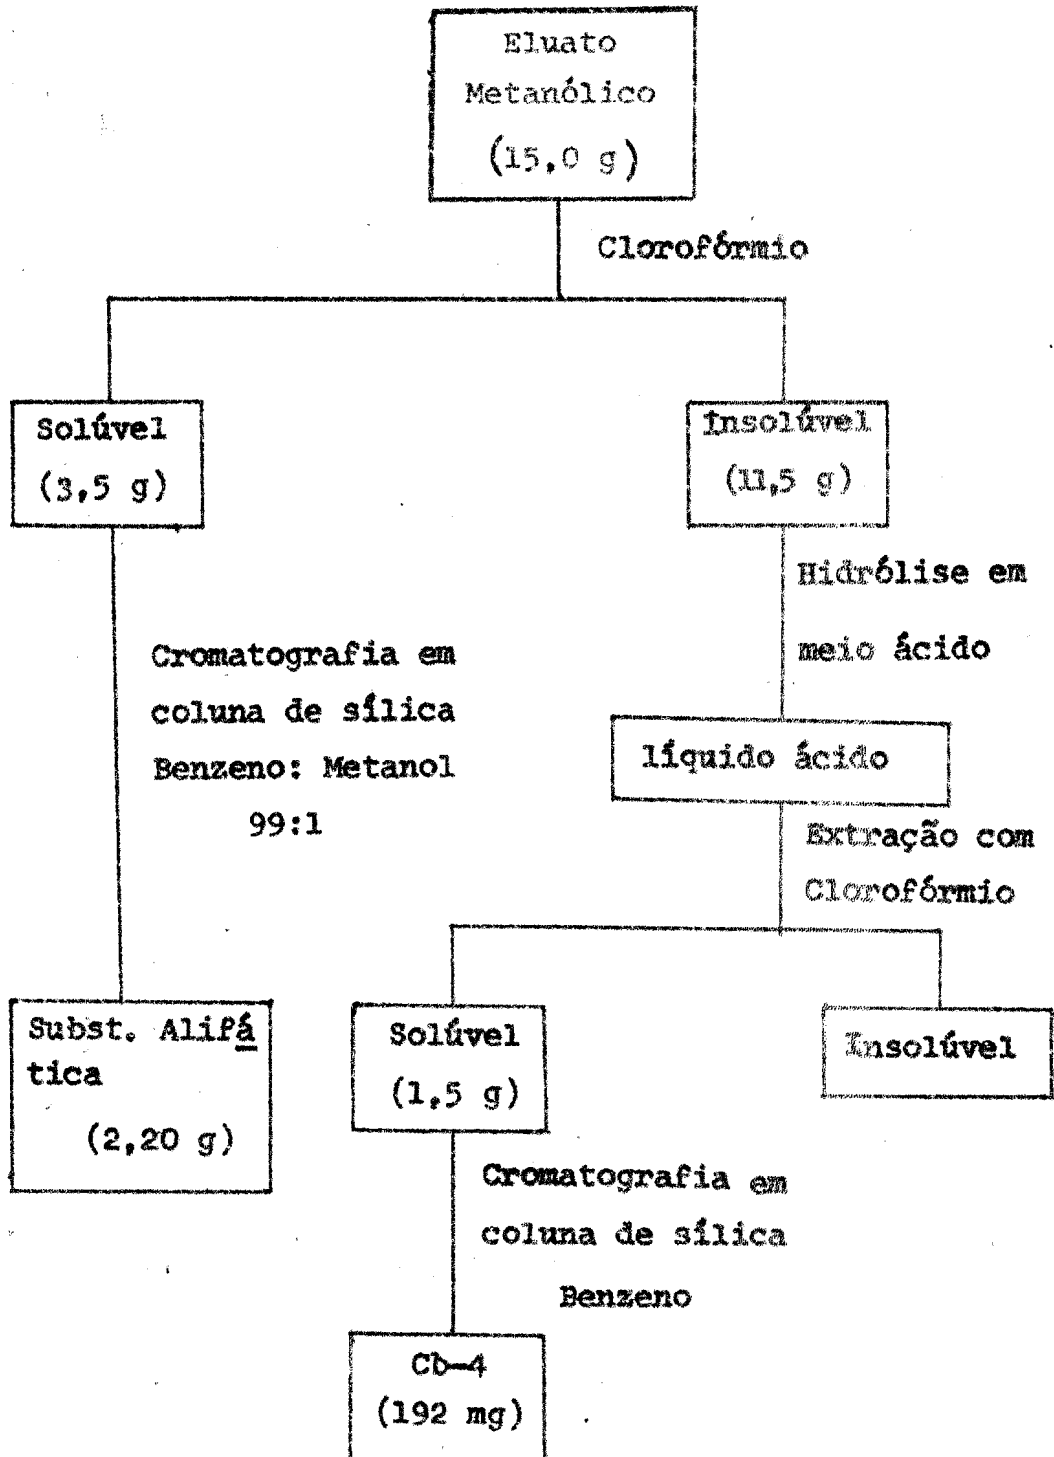 Eluato
Metanólico
(15,0 g)
Clorofórmio
Solúvel
(3,5 g)
Insolúvel
(11,5 g)
Hidrólise em
meio ácido
Cromatografia em
coluna de sílica
Benzeno: Metanol
99:1
líquido ácido
Extração com
Clorofórmio
Subst. Alifá
tica
(2,20 g)
Solúvel
(1,5 g)
Insolúvel
Cromatografia em
coluna de sílica
Benzeno
Cb-4
(192 mg)